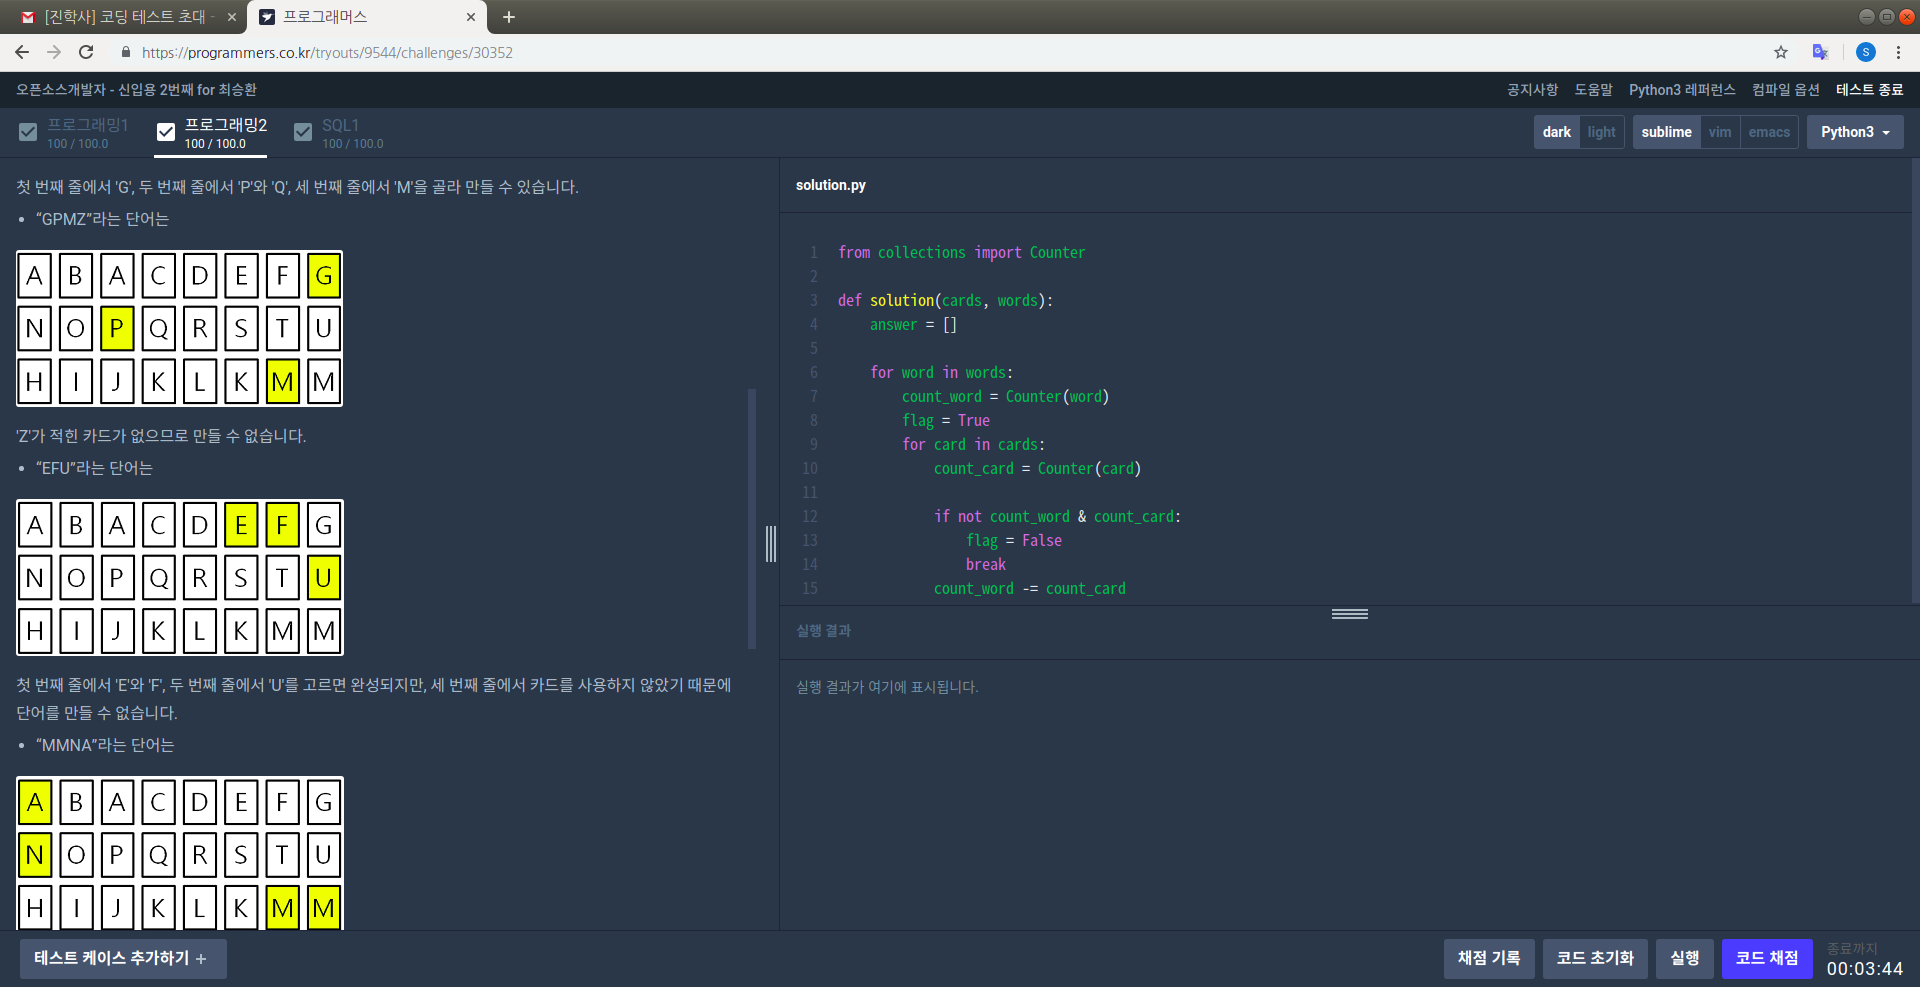 [진학사] 코딩 테스트 초대 -
프로그래머스
https://programmers.co.kr/tryouts/9544/challenges/30352
S
오픈소스개발자 - 신입용 2번째 for 최승환
공지사항 도움말 Python3 레퍼런스 컴파일 옵션 테스트 종료
프로그래밍1
100 / 100.0
프로그래밍2
100 / 100.0
SQL1
100 / 100.0
dark light sublime vim emacs Python3
첫 번째 줄에서 'G', 두 번째 줄에서 'P'와 'Q', 세 번째 줄에서 'M'을 골라 만들 수 있습니다.
• “GPMZ”라는 단어는
A B A C D E F G
N O P Q R S T U
H I J K L K M M
'Z'가 적힌 카드가 없으므로 만들 수 없습니다.
• “EFU”라는 단어는
A B A C D E F G
N O P Q R S T U
H I J K L K M M
첫 번째 줄에서 'E'와 'F', 두 번째 줄에서 'U'를 고르면 완성되지만, 세 번째 줄에서 카드를 사용하지 않았기 때문에
단어를 만들 수 없습니다.
• “MMNA”라는 단어는
A B A C D E F G
N O P Q R S T U
H I J K L K M M
solution.py
1 from collections import Counter
2
3 def solution(cards, words):
4     answer = []
5
6     for word in words:
7         count_word = Counter(word)
8         flag = True
9         for card in cards:
10             count_card = Counter(card)
11
12             if not count_word & count_card:
13                 flag = False
14                 break
15             count_word -= count_card
실행 결과
실행 결과가 여기에 표시됩니다.
테스트 케이스 추가하기 +
채점 기록 코드 초기화 실행 코드 채점
종료까지
00:03:44